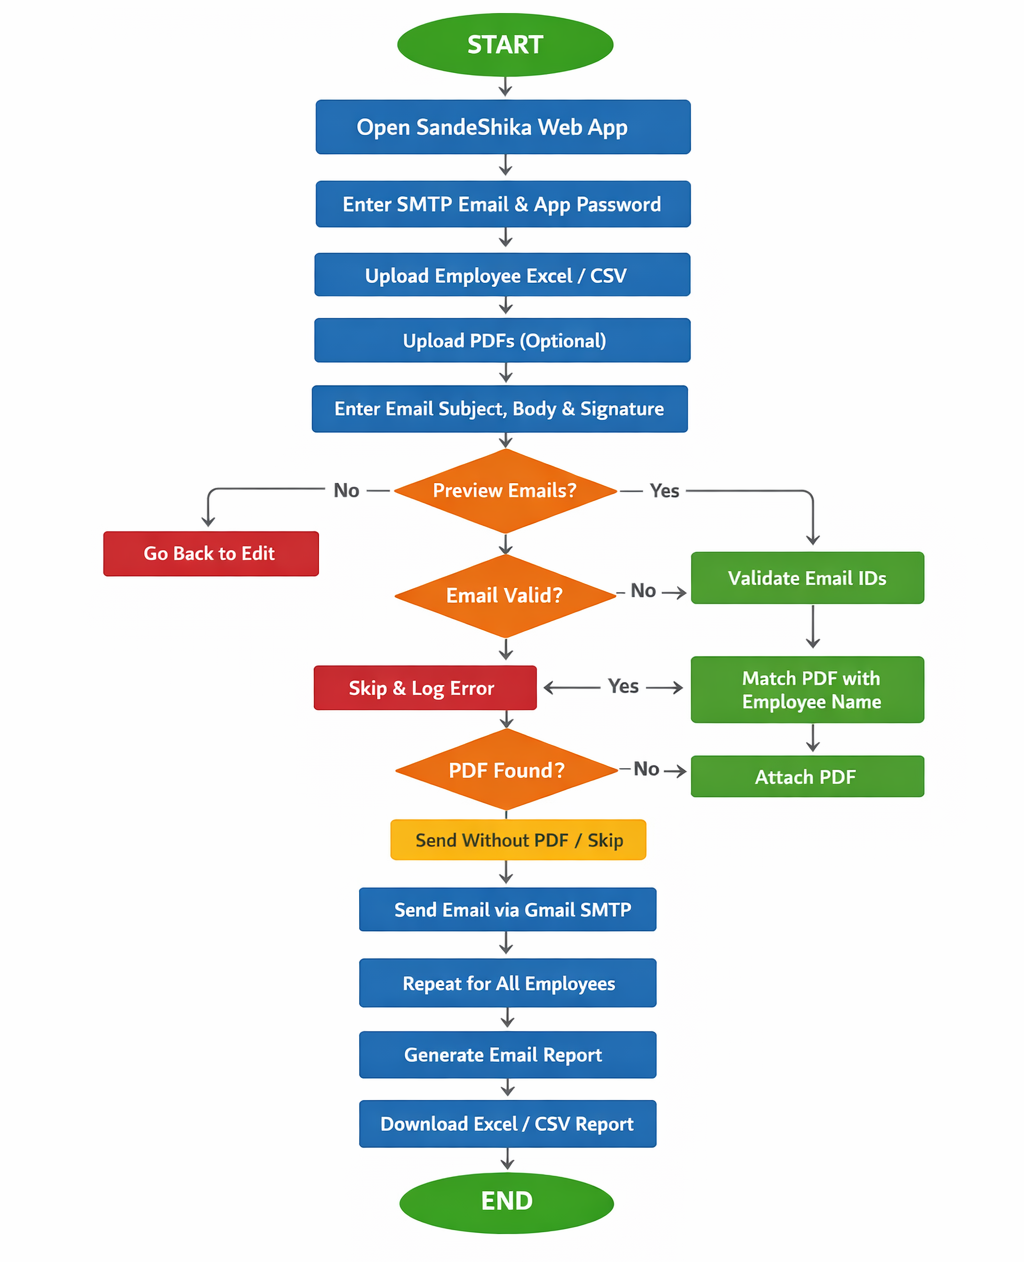 START
Open SandeShika Web App
Enter SMTP Email & App Password
Upload Employee Excel / CSV
Upload PDFs (Optional)
Enter Email Subject, Body & Signature
No
Preview Emails?
Yes
Go Back to Edit
Email Valid?
No
Validate Email IDs
Skip & Log Error
Yes
Match PDF with
Employee Name
PDF Found?
No
Attach PDF
Send Without PDF / Skip
Send Email via Gmail SMTP
Repeat for All Employees
Generate Email Report
Download Excel / CSV Report
END